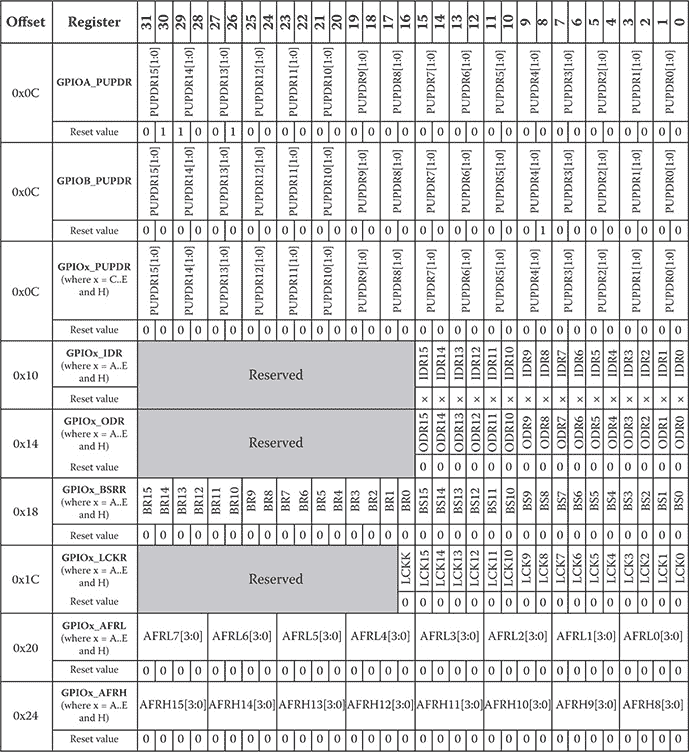 Offset Register 31 30 29 28 27 26 25 24 23 22 21 20 19 18 17 16 15 14 13 12 11 10 9 8 7 6 5 4 3 2 1 0
0x0C GPIOA_PUPDR PUPDR15[1:0] PUPDR14[1:0] PUPDR13[1:0] PUPDR12[1:0] PUPDR11[1:0] PUPDR10[1:0] PUPDR9[1:0] PUPDR8[1:0] PUPDR7[1:0] PUPDR6[1:0] PUPDR5[1:0] PUPDR4[1:0] PUPDR3[1:0] PUPDR2[1:0] PUPDR1[1:0] PUPDR0[1:0]
Reset value 0 1 1 0 0 1 0 0 0 0 0 0 0 0 0 0 0 0 0 0 0 0 0 0 0 0 0 0 0 0 0 0
0x0C GPIOB_PUPDR PUPDR15[1:0] PUPDR14[1:0] PUPDR13[1:0] PUPDR12[1:0] PUPDR11[1:0] PUPDR10[1:0] PUPDR9[1:0] PUPDR8[1:0] PUPDR7[1:0] PUPDR6[1:0] PUPDR5[1:0] PUPDR4[1:0] PUPDR3[1:0] PUPDR2[1:0] PUPDR1[1:0] PUPDR0[1:0]
Reset value 0 0 0 0 0 0 0 0 0 0 0 0 0 0 0 0 0 0 0 0 0 0 0 1 0 0 0 0 0 0 0 0
0x0C GPIOx_PUPDR PUPDR15[1:0] PUPDR14[1:0] PUPDR13[1:0] PUPDR12[1:0] PUPDR11[1:0] PUPDR10[1:0] PUPDR9[1:0] PUPDR8[1:0] PUPDR7[1:0] PUPDR6[1:0] PUPDR5[1:0] PUPDR4[1:0] PUPDR3[1:0] PUPDR2[1:0] PUPDR1[1:0] PUPDR0[1:0]
(where x = C..E
and H)
Reset value 0 0 0 0 0 0 0 0 0 0 0 0 0 0 0 0 0 0 0 0 0 0 0 0 0 0 0 0 0 0 0 0
0x10 GPIOx_IDR Reserved IDR15 IDR14 IDR13 IDR12 IDR11 IDR10 IDR9 IDR8 IDR7 IDR6 IDR5 IDR4 IDR3 IDR2 IDR1 IDR0
(where x = A..E
and H)
Reset value × × × × × × × × × × × × × × × ×
0x14 GPIOx_ODR Reserved ODR15 ODR14 ODR13 ODR12 ODR11 ODR10 ODR9 ODR8 ODR7 ODR6 ODR5 ODR4 ODR3 ODR2 ODR1 ODR0
(where x = A..E
and H)
Reset value 0 0 0 0 0 0 0 0 0 0 0 0 0 0 0 0
0x18 GPIOx_BSRR BR15 BR14 BR13 BR12 BR11 BR10 BR9 BR8 BR7 BR6 BR5 BR4 BR3 BR2 BR1 BR0 BS15 BS14 BS13 BS12 BS11 BS10 BS9 BS8 BS7 BS6 BS5 BS4 BS3 BS2 BS1 BS0
(where x = A..E
and H)
Reset value 0 0 0 0 0 0 0 0 0 0 0 0 0 0 0 0 0 0 0 0 0 0 0 0 0 0 0 0 0 0 0 0
0x1C GPIOx_LCKR Reserved LCKK LCK15 LCK14 LCK13 LCK12 LCK11 LCK10 LCK9 LCK8 LCK7 LCK6 LCK5 LCK4 LCK3 LCK2 LCK1 LCK0
(where x = A..E
and H)
Reset value 0 0 0 0 0 0 0 0 0 0 0 0 0 0 0 0 0
0x20 GPIOx_AFRL AFRL7[3:0] AFRL6[3:0] AFRL5[3:0] AFRL4[3:0] AFRL3[3:0] AFRL2[3:0] AFRL1[3:0] AFRL0[3:0]
(where x = A..E
and H)
Reset value 0 0 0 0 0 0 0 0 0 0 0 0 0 0 0 0 0 0 0 0 0 0 0 0 0 0 0 0 0 0 0 0
0x24 GPIOx_AFRH AFRH15[3:0] AFRH14[3:0] AFRH13[3:0] AFRH12[3:0] AFRH11[3:0] AFRH10[3:0] AFRH9[3:0] AFRH8[3:0]
(where x = A..E
and H)
Reset value 0 0 0 0 0 0 0 0 0 0 0 0 0 0 0 0 0 0 0 0 0 0 0 0 0 0 0 0 0 0 0 0